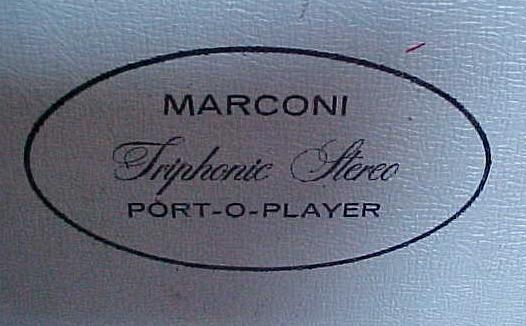 MARCONI
Triphonic Stereo
PORT-O-PLAYER